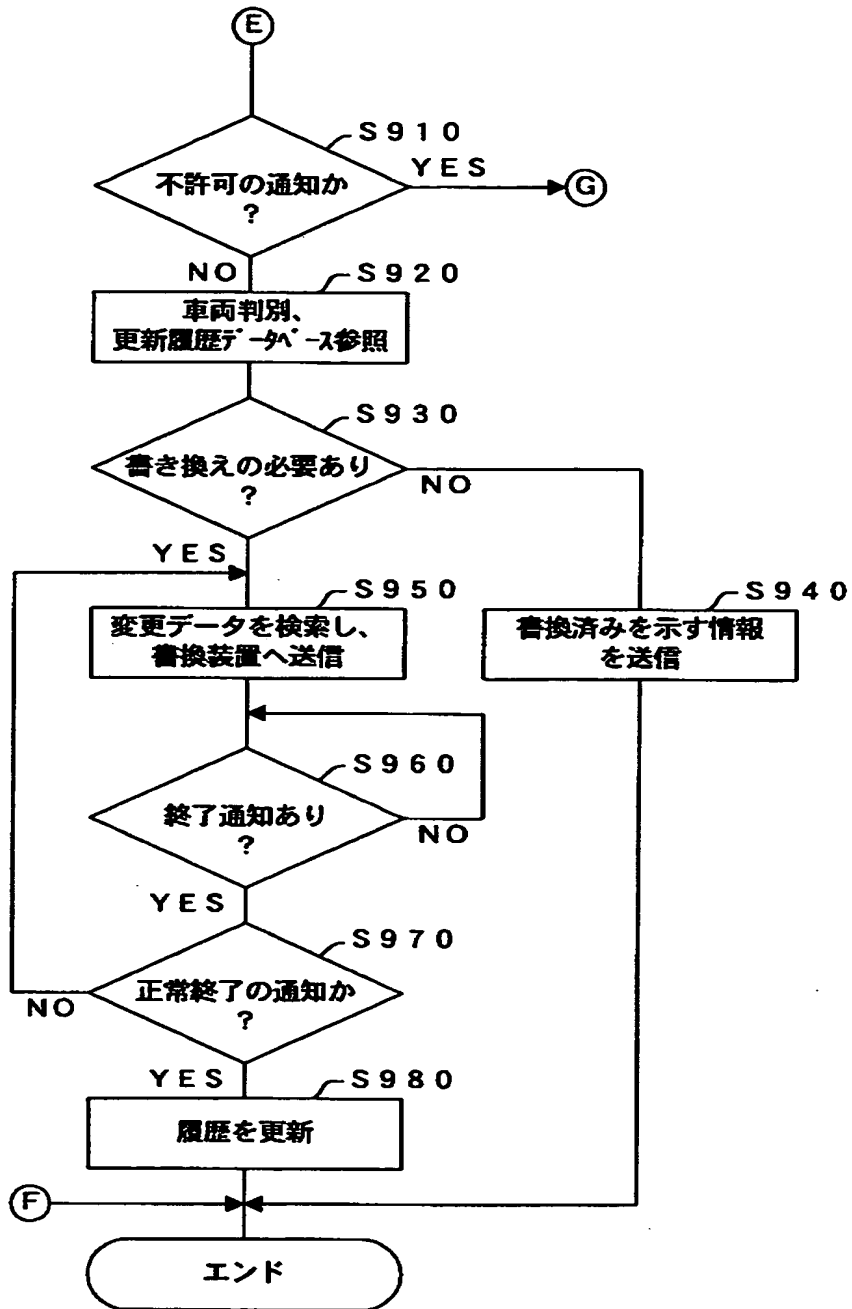 E
S910
不許可の通知か
?
YES
G
NO
S920
車両判別、
更新履歴データベース参照
S930
書き換えの必要あり
?
NO
YES
S950
変更データを検索し、
書換装置へ送信
S940
書換済みを示す情報
を送信
S960
終了通知あり
?
NO
YES
S970
正常終了の通知か
?
NO
YES
S980
履歴を更新
F
エンド